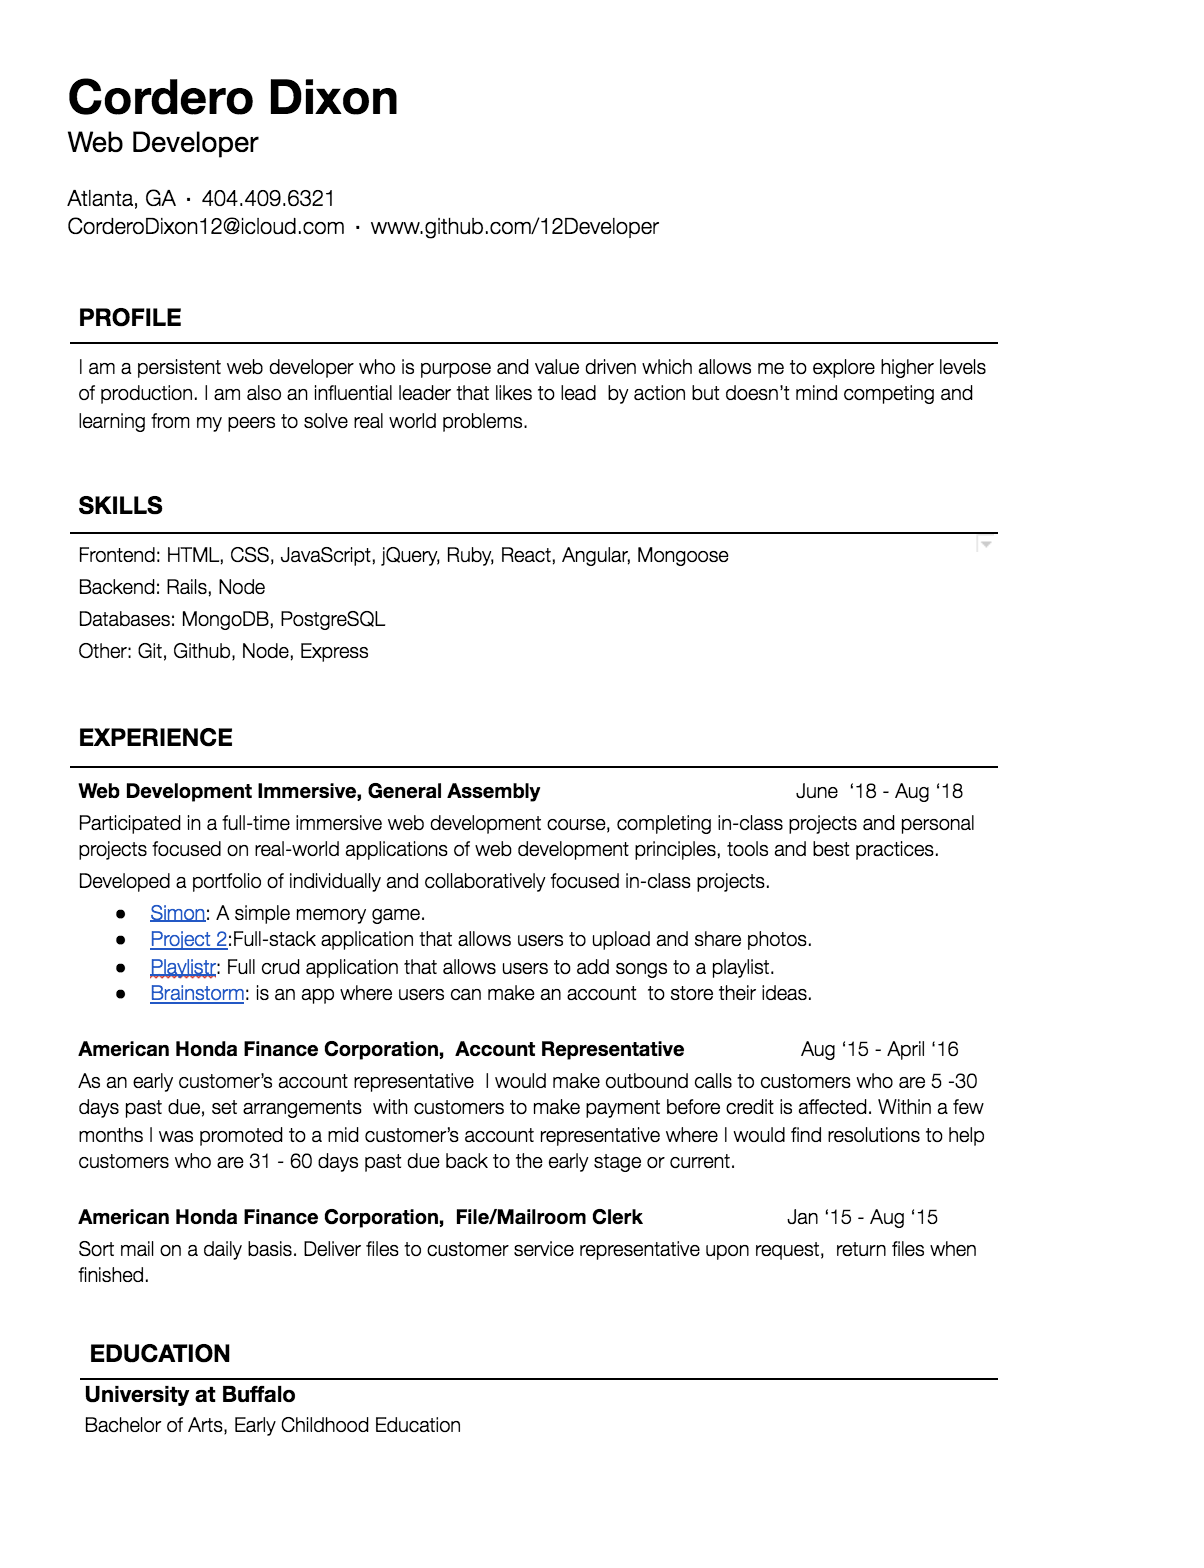 Cordero Dixon
Web Developer
Atlanta, GA · 404.409.6321
CorderoDixon12@icloud.com · www.github.com/12Developer
PROFILE
I am a persistent web developer who is purpose and value driven which allows me to explore higher levels
of production. I am also an influential leader that likes to lead  by action but doesn’t mind competing and
learning from my peers to solve real world problems.
SKILLS
Frontend: HTML, CSS, JavaScript, jQuery, Ruby, React, Angular, Mongoose
Backend: Rails, Node
Databases: MongoDB, PostgreSQL
Other: Git, Github, Node, Express
EXPERIENCE
Web Development Immersive, General Assembly June  ‘18 - Aug ‘18
Participated in a full-time immersive web development course, completing in-class projects and personal
projects focused on real-world applications of web development principles, tools and best practices.
Developed a portfolio of individually and collaboratively focused in-class projects.
● Simon: A simple memory game.
● Project 2:Full-stack application that allows users to upload and share photos.
● Playlistr: Full crud application that allows users to add songs to a playlist.
● Brainstorm: is an app where users can make an account  to store their ideas.
American Honda Finance Corporation,  Account Representative Aug ‘15 - April ‘16
As an early customer’s account representative  I would make outbound calls to customers who are 5 -30
days past due, set arrangements  with customers to make payment before credit is affected. Within a few
months I was promoted to a mid customer’s account representative where I would find resolutions to help
customers who are 31 - 60 days past due back to the early stage or current.
American Honda Finance Corporation,  File/Mailroom Clerk Jan ‘15 - Aug ‘15
Sort mail on a daily basis. Deliver files to customer service representative upon request,  return files when
finished.
EDUCATION
University at Buffalo
Bachelor of Arts, Early Childhood Education